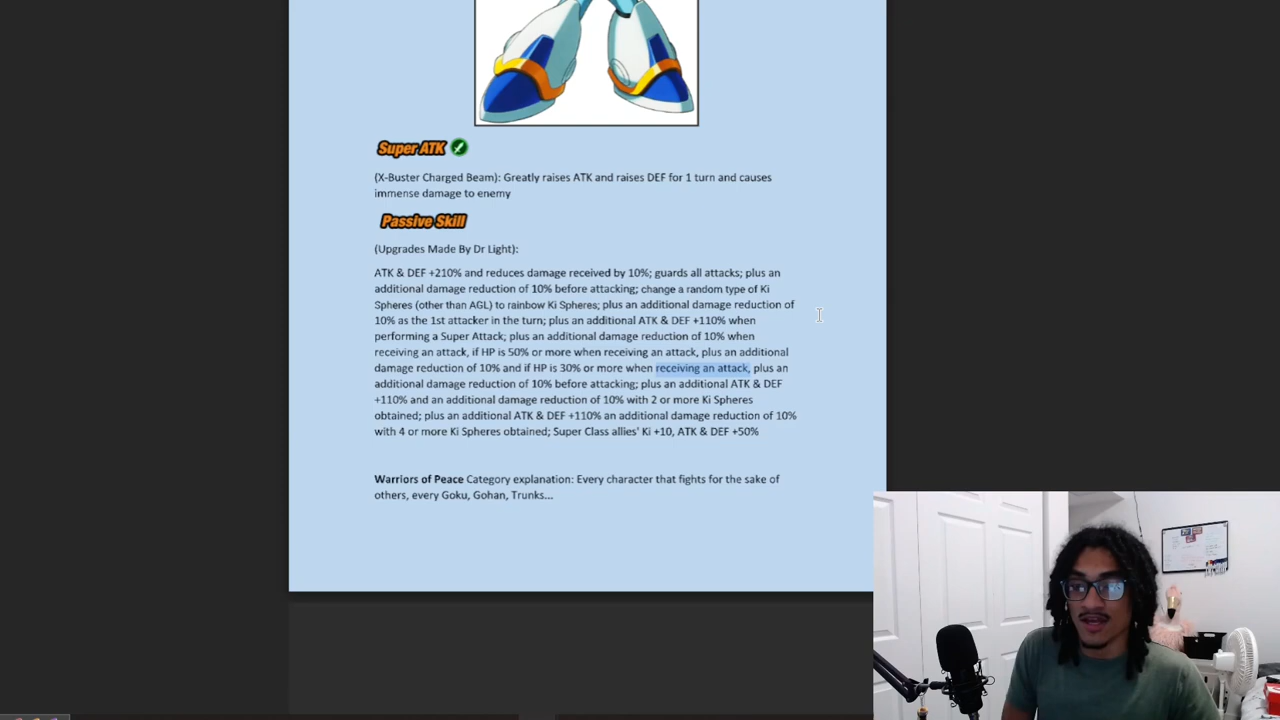 Super ATK
(X-Buster Charged Beam): Greatly raises ATK and raises DEF for 1 turn and causes
immense damage to enemy
Passive Skill
(Upgrades Made By Dr Light):
ATK & DEF +210% and reduces damage received by 10%; guards all attacks; plus an
additional damage reduction of 10% before attacking; change a random type of Ki
Spheres (other than AGL) to rainbow Ki Spheres; plus an additional damage reduction of
10% as the 1st attacker in the turn; plus an additional ATK & DEF +110% when
performing a Super Attack; plus an additional damage reduction of 10% when
receiving an attack, if HP is 50% or more when receiving an attack, plus an additional
damage reduction of 10% and if HP is 30% or more when receiving an attack, plus an
additional damage reduction of 10% before attacking; plus an additional ATK & DEF
+110% and an additional damage reduction of 10% with 2 or more Ki Spheres
obtained; plus an additional ATK & DEF +110% an additional damage reduction of 10%
with 4 or more Ki Spheres obtained; Super Class allies' Ki +10, ATK & DEF +50%
Warriors of Peace Category explanation: Every character that fights for the sake of
others, every Goku, Gohan, Trunks...